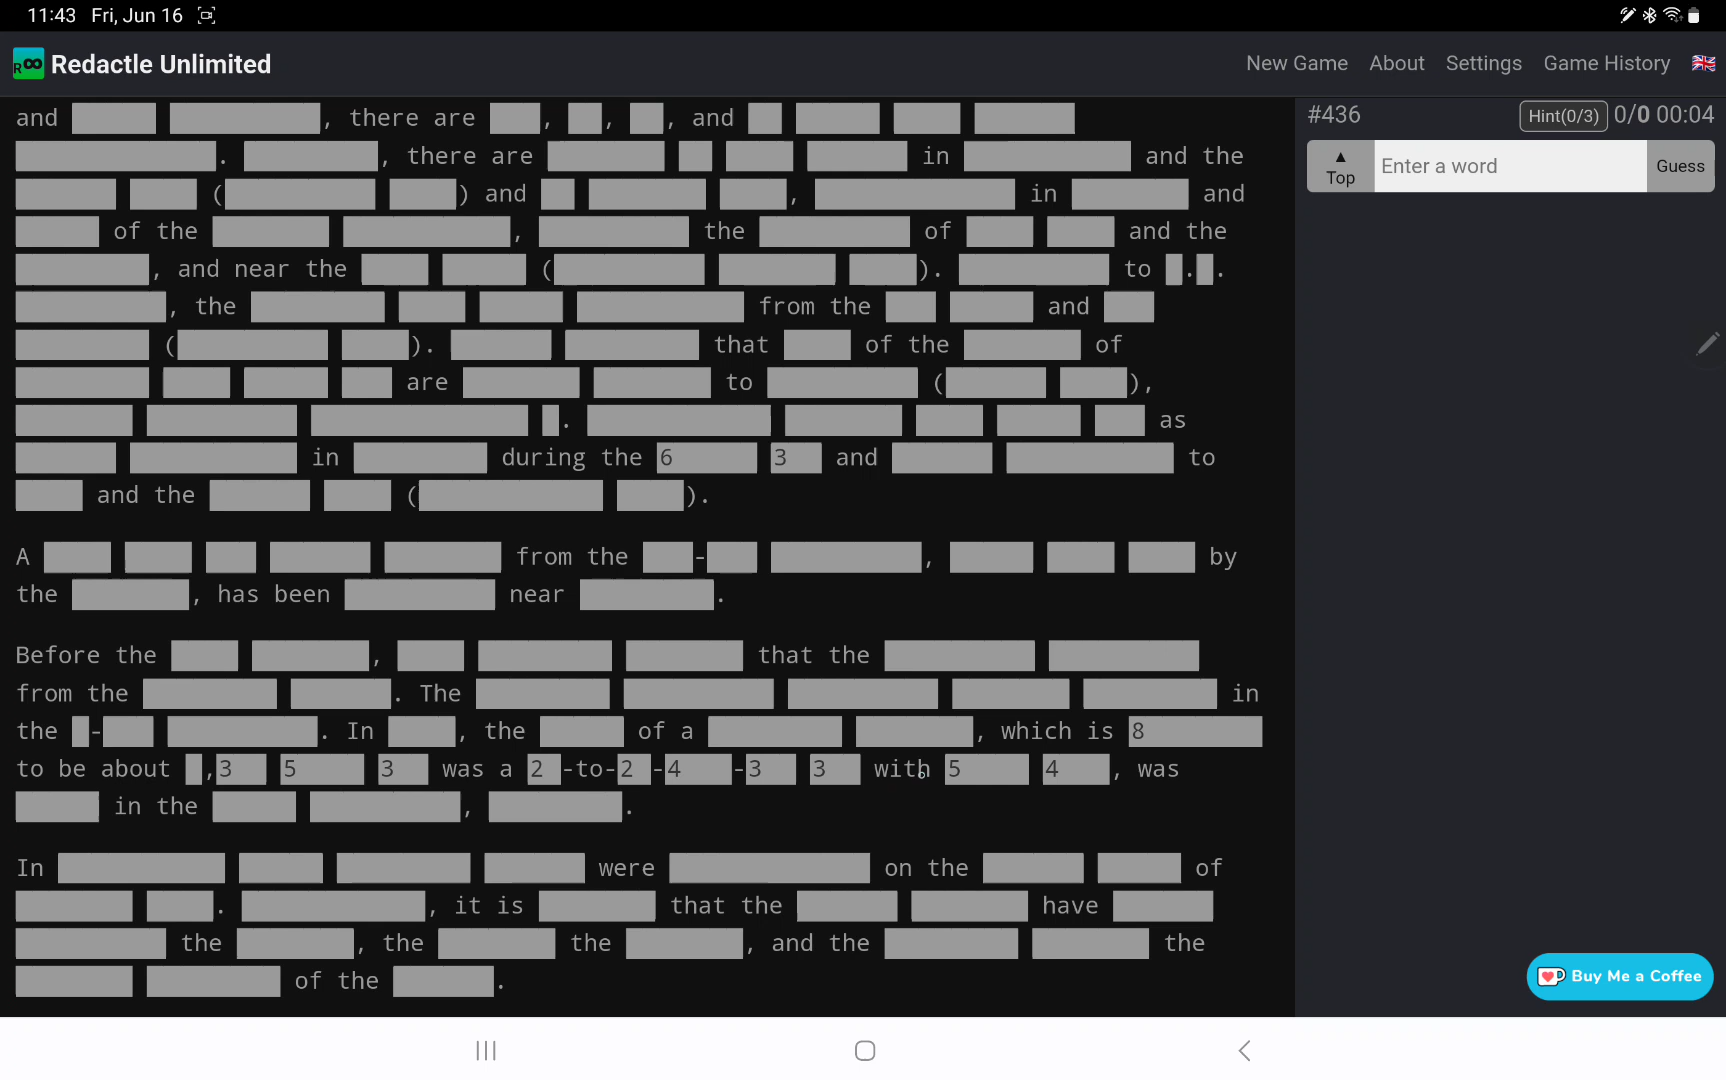 11:43 Fri, Jun 16
R∞ Redactle Unlimited
New Game About Settings Game History
and , there are , , , and
. , there are in and the
( ) and , in and
of the , the of and the
, and near the ( ). to . .
, the from the and
( ). that of the of
are to ( ),
. as
in during the 6 3 and to
and the ( ).
A from the - , by
the , has been near .
Before the , that the
from the . The in
the - . In , the of a , which is 8
to be about ,3 5 3 was a 2 -to-2 -4 -3 3 with 5 4 , was
in the , .
In were on the of
. , it is that the have
the , the the , and the the
of the .
#436 Hint(0/3) 0/0 00:04
▲
Top
Enter a word
Guess
Buy Me a Coffee